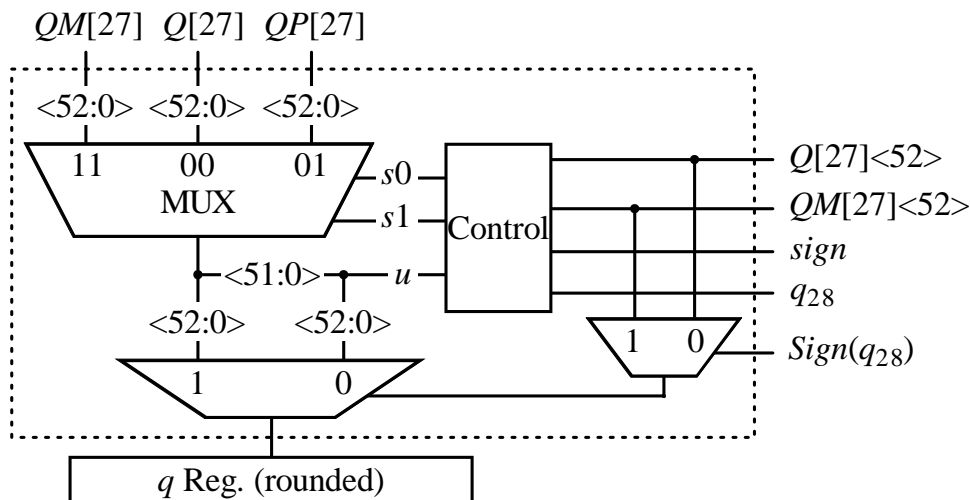 QM[27] Q[27] QP[27]
<52:0> <52:0> <52:0>
11 00 01
MUX
s0
s1
Control
Q[27]<52>
QM[27]<52>
sign
q28
<51:0> u
<52:0> <52:0>
1 0
Sign(q28)
1 0
q Reg. (rounded)